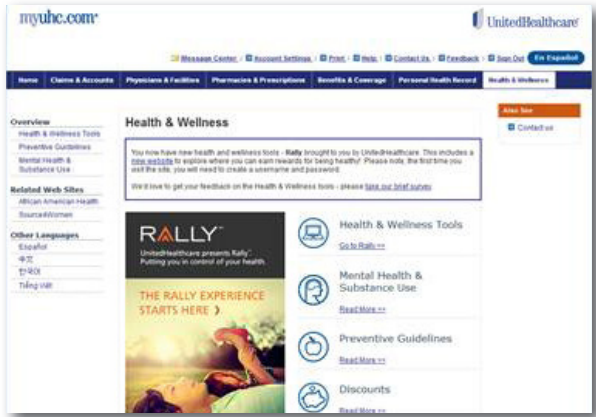 myuhc.com
UnitedHealthcare
Message Center Account Settings Print Help Contact Us Feedback Sign Out En Español
Home Claims & Accounts Physicians & Facilities Pharmacies & Prescriptions Benefits & Coverage Personal Health Record Health & Wellness
Overview
Health & Wellness Tools
Preventive Guidelines
Mental Health &
Substance Use
Related Web Sites
African American Health
Source4Women
Other Languages
Español
中文
한국어
Tiếng Việt
Health & Wellness
You now have new health and wellness tools - Rally brought to you by UnitedHealthcare. This includes a
new website to explore where you can earn rewards for being healthy! Please note, the first time you
visit the site, you will need to create a username and password.
We'd love to get your feedback on the Health & Wellness tools - please take our brief survey.
RALLY
UnitedHealthcare presents Rally.
Putting you in control of your health.
THE RALLY EXPERIENCE
STARTS HERE >
Health & Wellness Tools
Go to Rally >>
Mental Health &
Substance Use
Read More >>
Preventive Guidelines
Read More >>
Discounts
Read More >>
Also See
Contact us